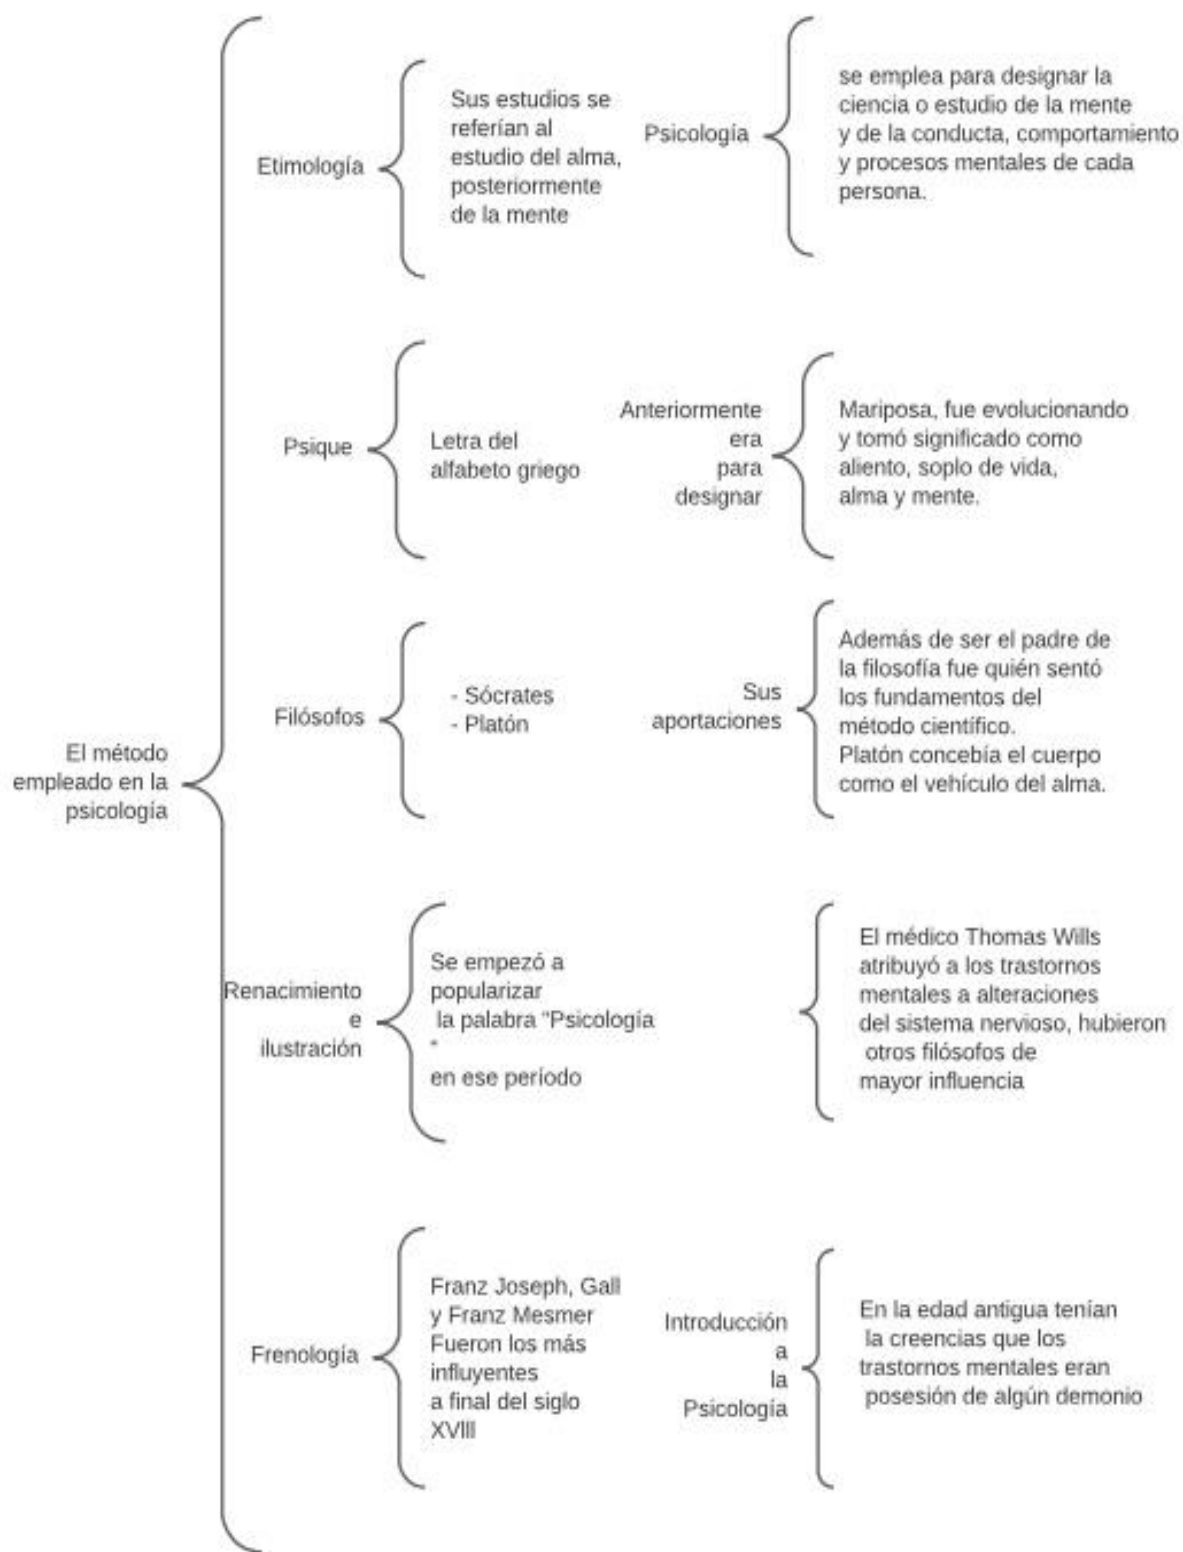 El método
empleado en la
psicología
Etimología
Sus estudios se
referían al
estudio del alma,
posteriormente
de la mente
Psicología
se emplea para designar la
ciencia o estudio de la mente
y de la conducta, comportamiento
y procesos mentales de cada
persona.
Psique
Letra del
alfabeto griego
Anteriormente
era
para
designar
Mariposa, fue evolucionando
y tomó significado como
aliento, soplo de vida,
alma y mente.
Filósofos
- Sócrates
- Platón
Sus
aportaciones
Además de ser el padre de
la filosofía fue quién sentó
los fundamentos del
método científico.
Platón concebía el cuerpo
como el vehículo del alma.
Renacimiento
e
ilustración
Se empezó a
popularizar
la palabra "Psicología
"
en ese período
El médico Thomas Wills
atribuyó a los trastornos
mentales a alteraciones
del sistema nervioso, hubieron
otros filósofos de
mayor influencia
Frenología
Franz Joseph, Gall
y Franz Mesmer
Fueron los más
influyentes
a final del siglo
XVlll
Introducción
a
la
Psicología
En la edad antigua tenían
la creencias que los
trastornos mentales eran
posesión de algún demonio